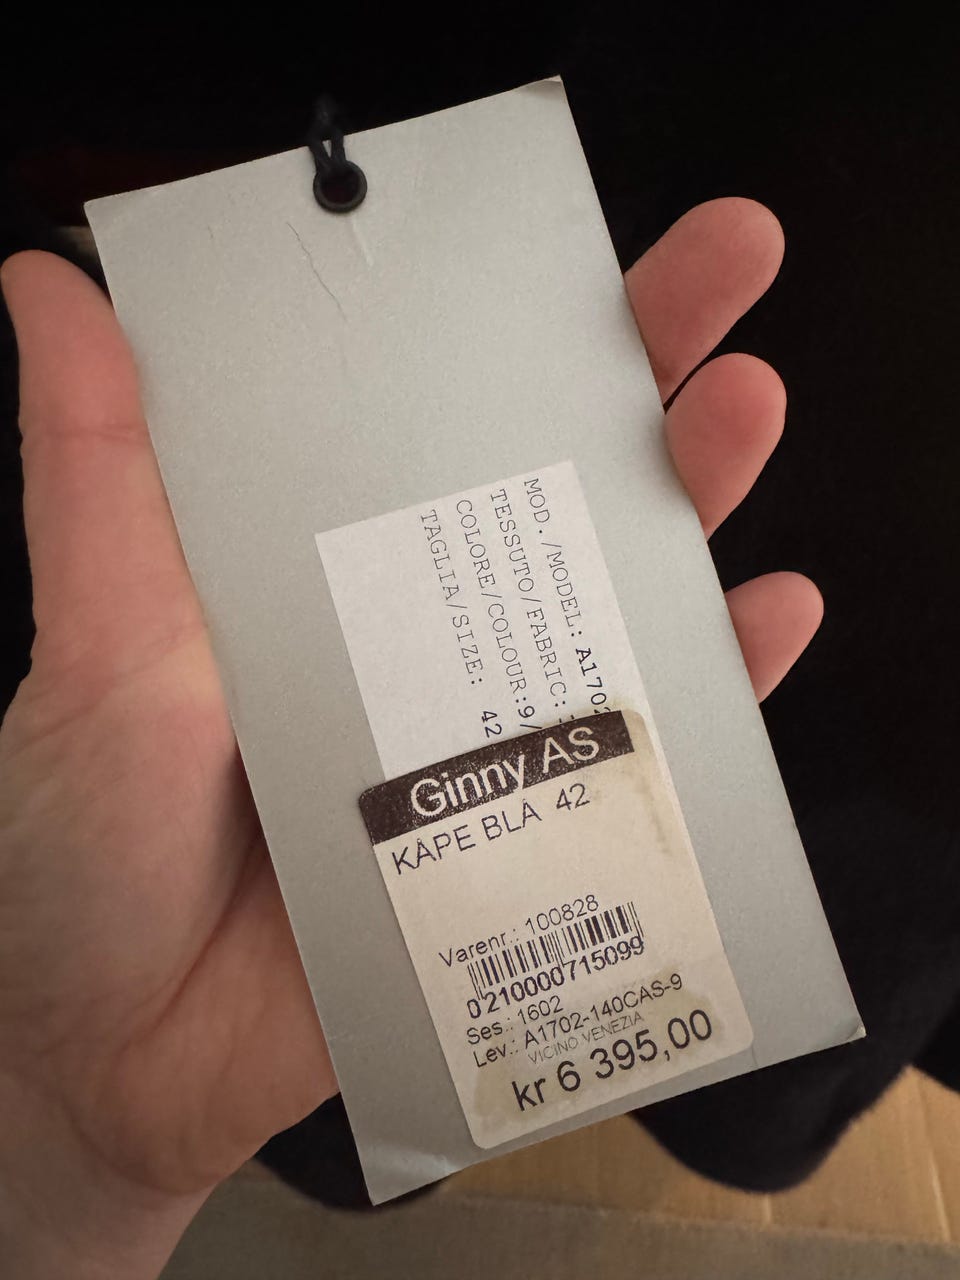 MOD./MODEL: A1702
TESSUTO/FABRIC:
COLORE/COLOUR:9/
TAGLIA/SIZE: 42
Ginny AS
KÅPE BLÅ 42
Varenr.: 100828
0210000715099
Ses.: 1602
Lev.: A1702-140CAS-9
VICINO VENEZIA
kr 6 395,00